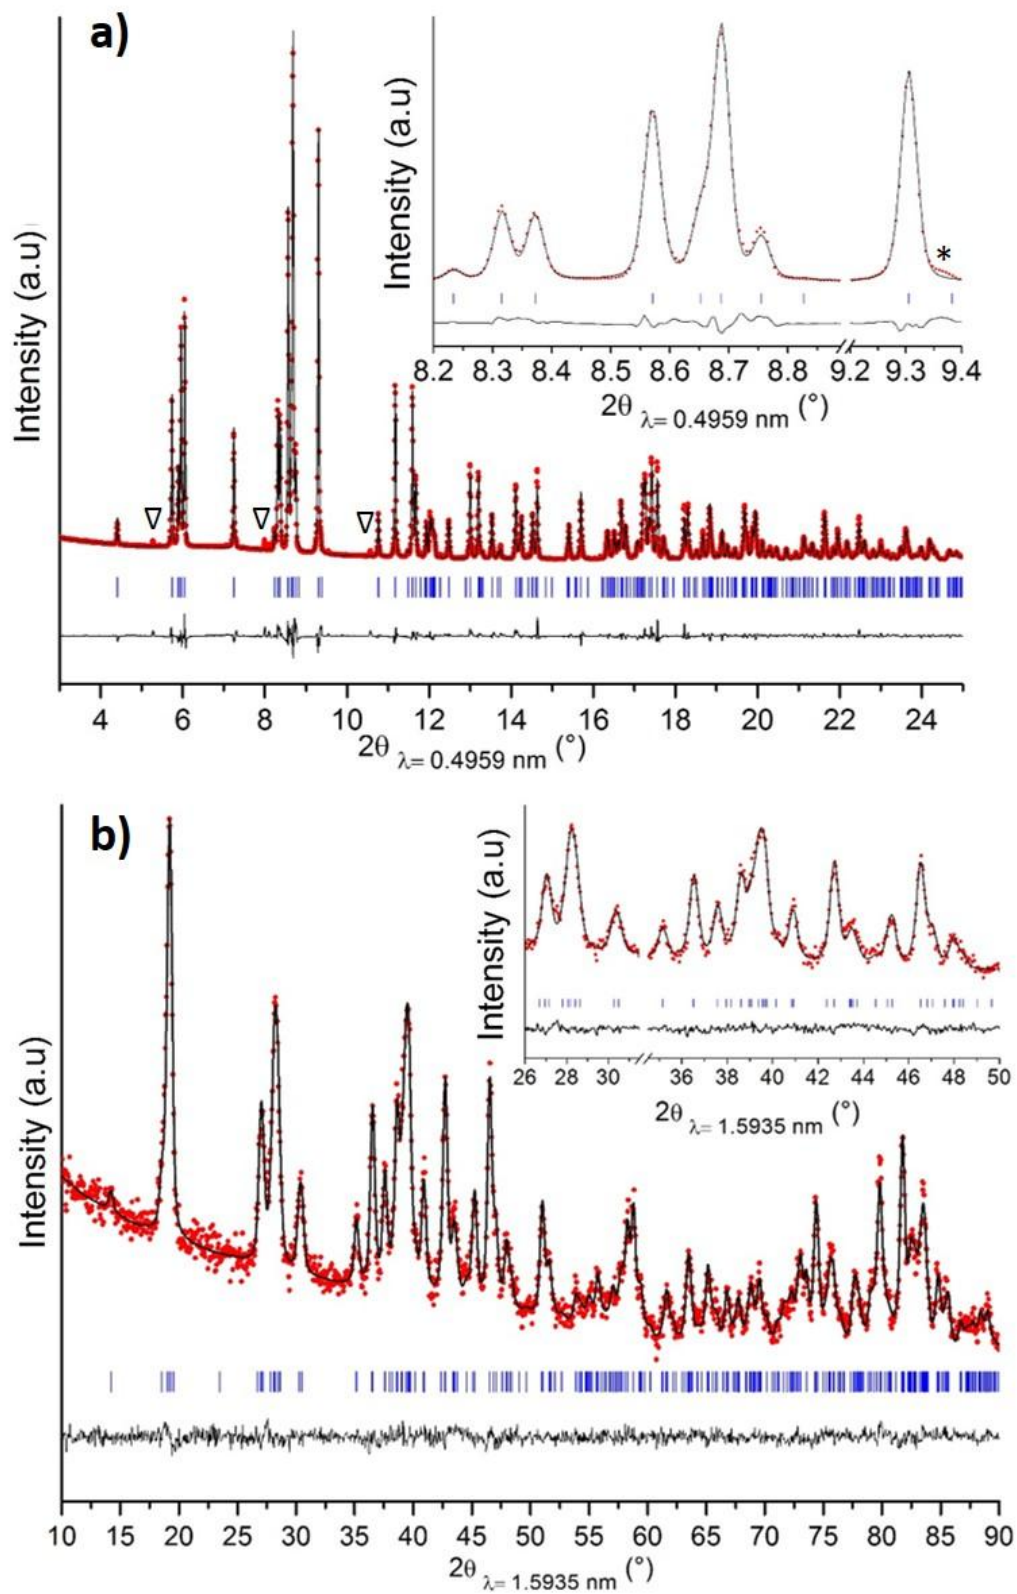 a)
Intensity (a.u)
Intensity (a.u)
*
8.2 8.3 8.4 8.5 8.6 8.7 8.8 9.2 9.3 9.4
2θ λ= 0.4959 nm (°)
4 6 8 10 12 14 16 18 20 22 24
2θ λ= 0.4959 nm (°)
b)
Intensity (a.u)
Intensity (a.u)
26 28 30 36 38 40 42 44 46 48 50
2θ λ= 1.5935 nm (°)
10 15 20 25 30 35 40 45 50 55 60 65 70 75 80 85 90
2θ λ= 1.5935 nm (°)